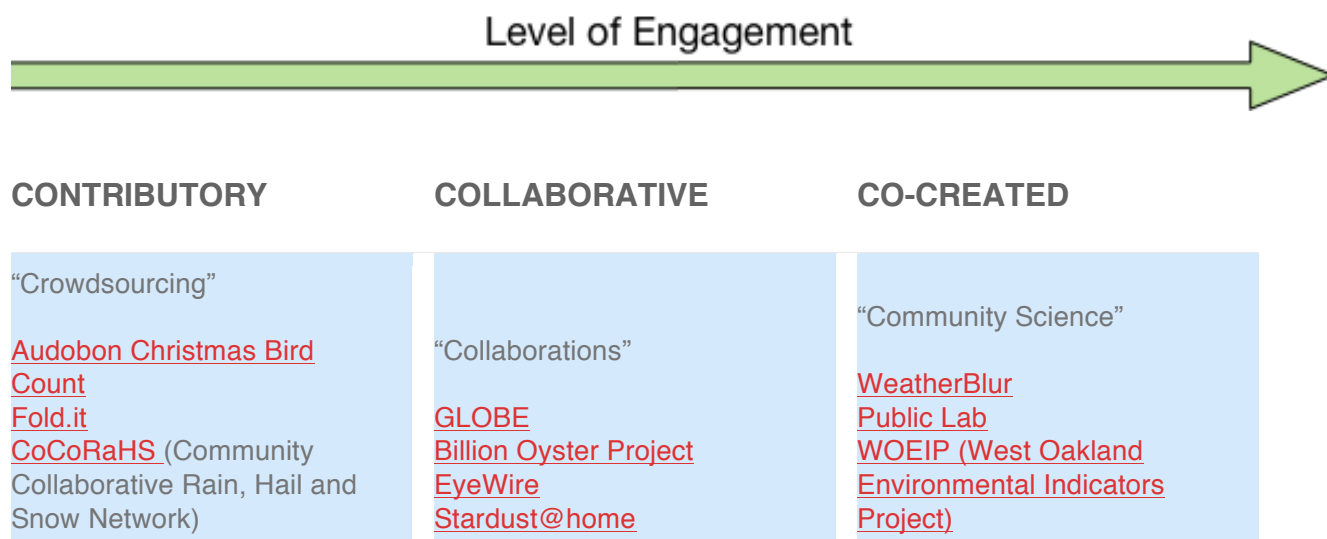 Level of Engagement
CONTRIBUTORY
COLLABORATIVE
CO-CREATED
“Crowdsourcing”
Audobon Christmas Bird
Count
Fold.it
CoCoRaHS (Community
Collaborative Rain, Hail and
Snow Network)
“Collaborations”
GLOBE
Billion Oyster Project
EyeWire
Stardust@home
“Community Science”
WeatherBlur
Public Lab
WOEIP (West Oakland
Environmental Indicators
Project)